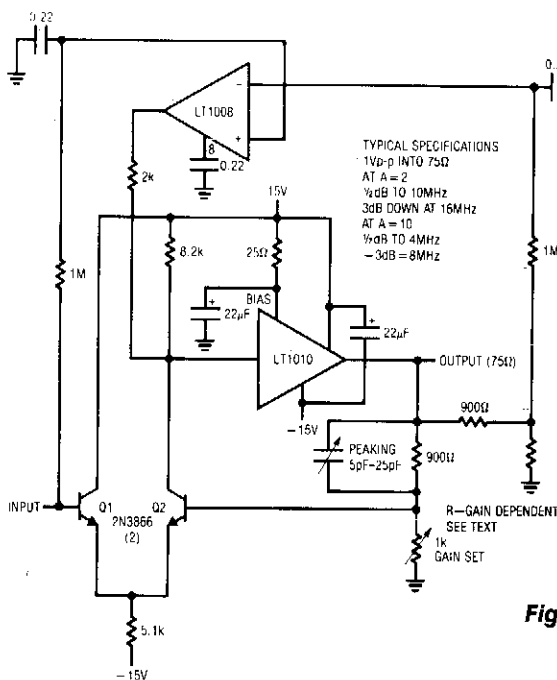 0.22
LT1008
−
+
8
0.22
2k
15V
TYPICAL SPECIFICATIONS
1Vp-p INTO 75Ω
AT A = 2
½dB TO 10MHz
3dB DOWN AT 16MHz
AT A = 10
½dB TO 4MHz
−3dB = 8MHz
1M
8.2k
25Ω
1M
BIAS
+
22µF
LT1010
+
22µF
OUTPUT (75Ω)
−15V
900Ω
PEAKING
5pF–25pF
900Ω
INPUT
Q1
Q2
2N3866
(2)
R—GAIN DEPENDENT
SEE TEXT
1k
GAIN SET
5.1k
−15V
Fig